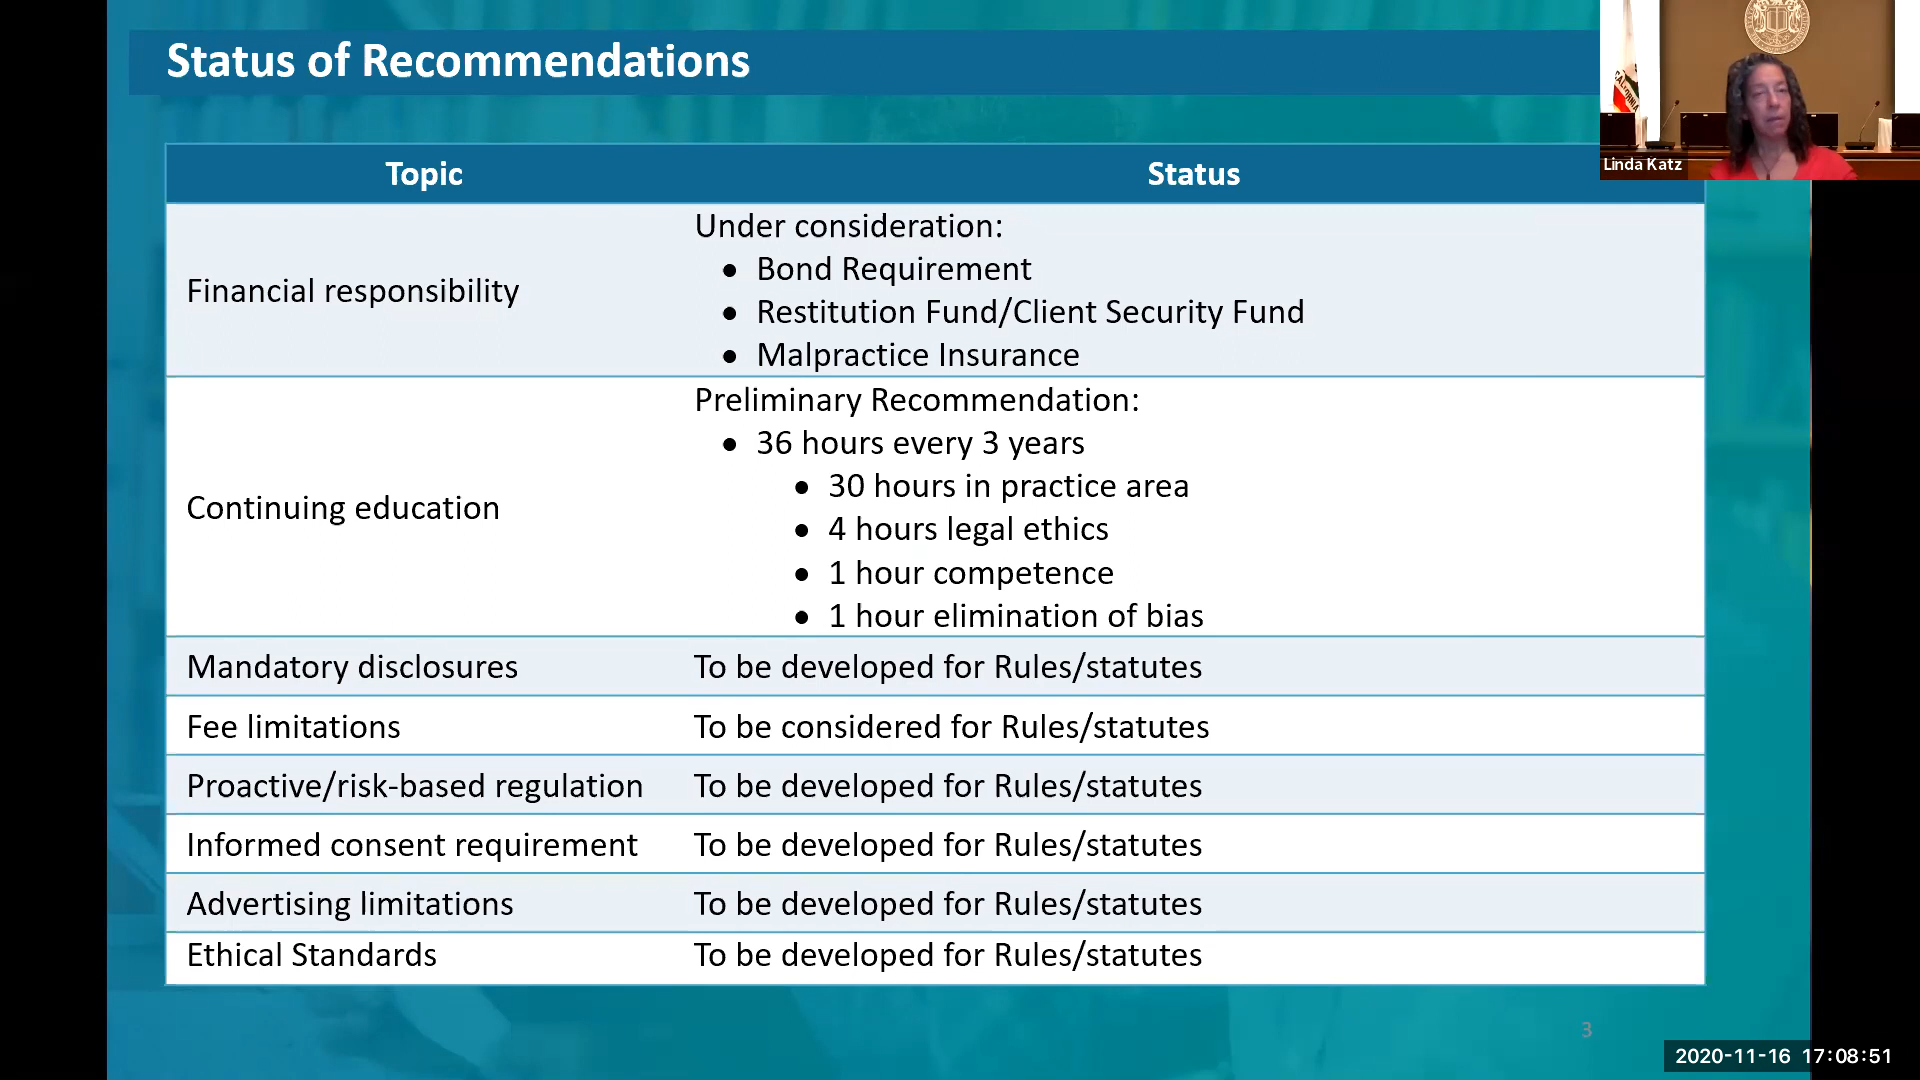 Status of Recommendations
CALIFORNIA
Linda Katz
Topic
Status
Financial responsibility
Under consideration:
• Bond Requirement
• Restitution Fund/Client Security Fund
• Malpractice Insurance
Continuing education
Preliminary Recommendation:
• 36 hours every 3 years
• 30 hours in practice area
• 4 hours legal ethics
• 1 hour competence
• 1 hour elimination of bias
Mandatory disclosures
To be developed for Rules/statutes
Fee limitations
To be considered for Rules/statutes
Proactive/risk-based regulation
To be developed for Rules/statutes
Informed consent requirement
To be developed for Rules/statutes
Advertising limitations
To be developed for Rules/statutes
Ethical Standards
To be developed for Rules/statutes
3
2020-11-16 17:08:51